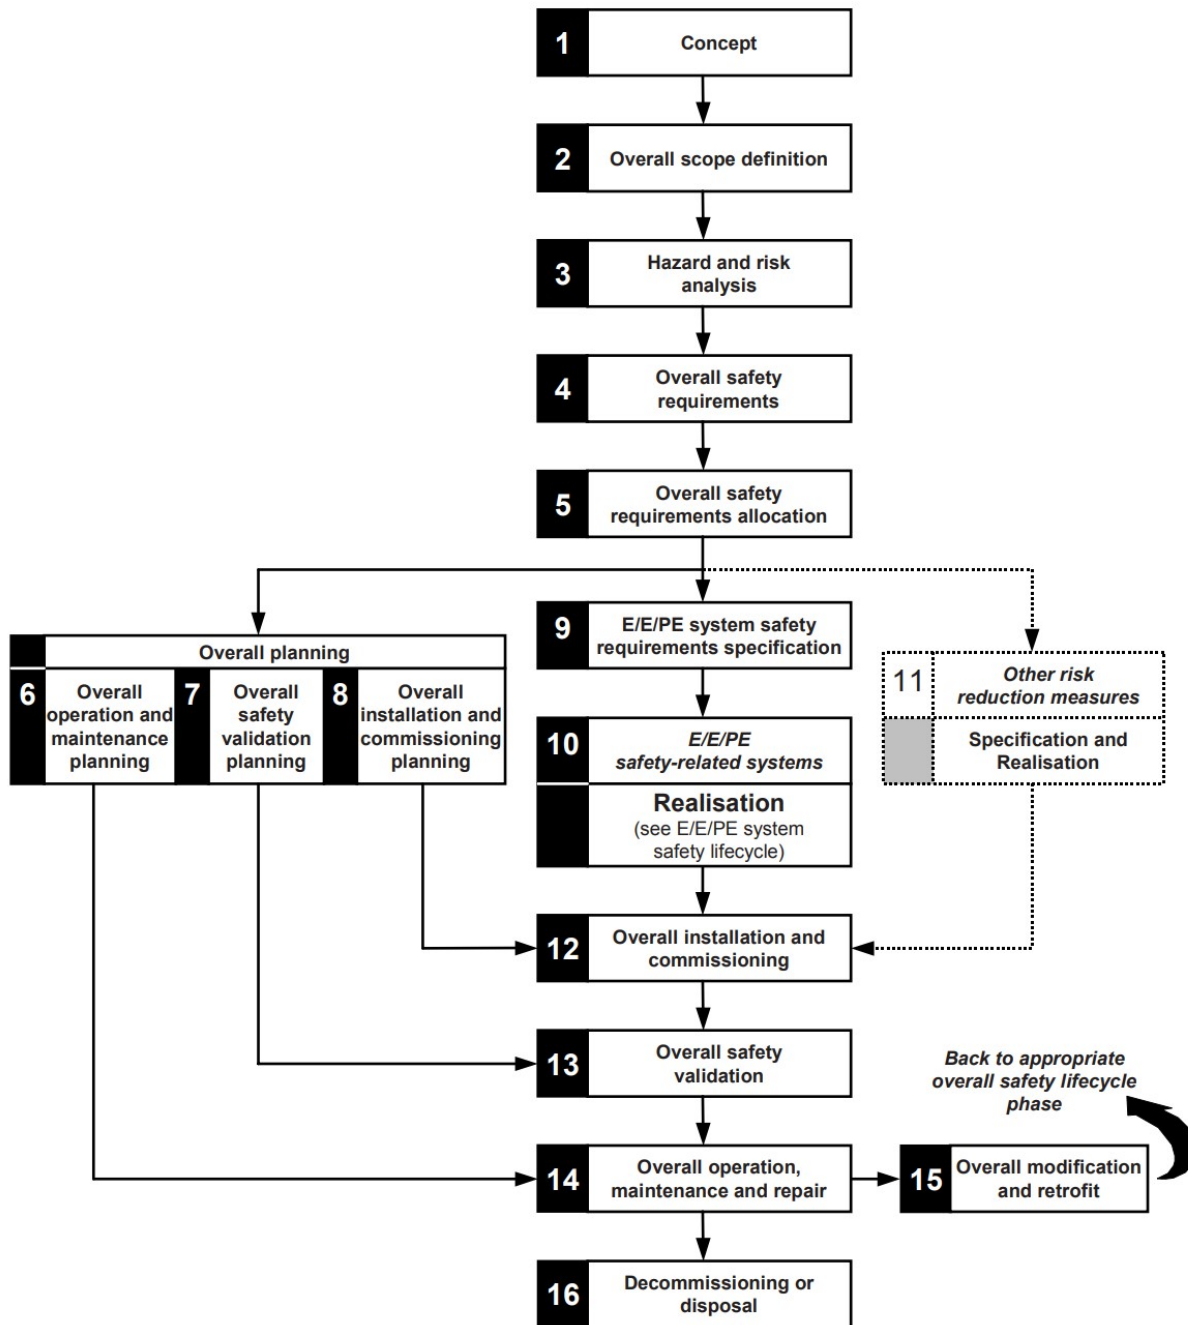 1
Concept
2
Overall scope definition
3
Hazard and risk
analysis
4
Overall safety
requirements
5
Overall safety
requirements allocation
Overall planning
6
Overall
operation and
maintenance
planning
7
Overall
safety
validation
planning
8
Overall
installation and
commissioning
planning
9
E/E/PE system safety
requirements specification
10
E/E/PE
safety-related systems
Realisation
(see E/E/PE system
safety lifecycle)
11
Other risk
reduction measures
Specification and
Realisation
12
Overall installation and
commissioning
13
Overall safety
validation
Back to appropriate
overall safety lifecycle
phase
14
Overall operation,
maintenance and repair
15
Overall modification
and retrofit
16
Decommissioning or
disposal